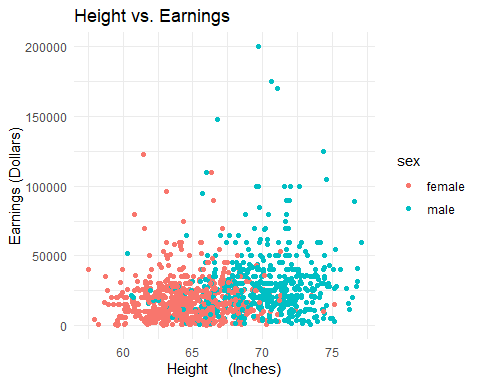 Height vs. Earnings
Earnings (Dollars)
200000
150000
100000
50000
0
60 65 70 75
Height (Inches)
sex
female
male